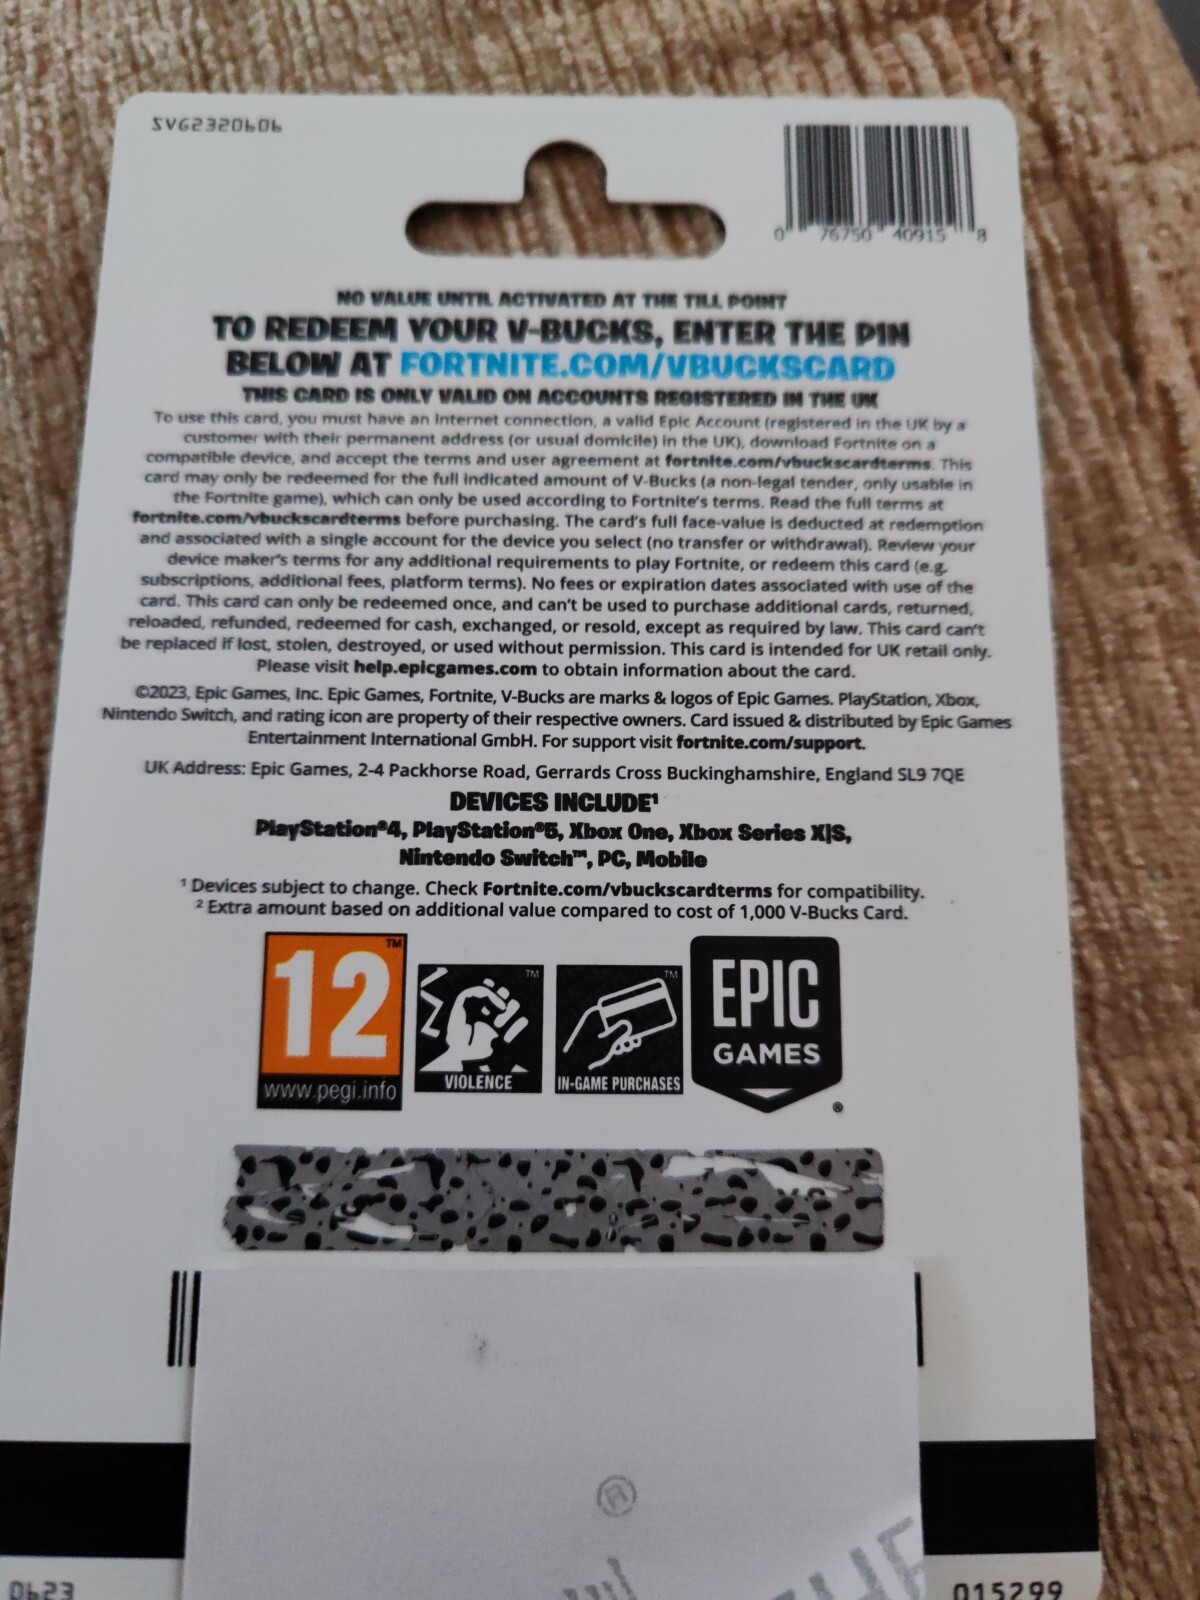 SVG2320606
0 76750 40915 8
NO VALUE UNTIL ACTIVATED AT THE TILL POINT
TO REDEEM YOUR V-BUCKS, ENTER THE PIN
BELOW AT FORTNITE.COM/VBUCKSCARD
THIS CARD IS ONLY VALID ON ACCOUNTS REGISTERED IN THE UK
To use this card, you must have an internet connection, a valid Epic Account (registered in the UK by a
customer with their permanent address (or usual domicile) in the UK), download Fortnite on a
compatible device, and accept the terms and user agreement at fortnite.com/vbuckscardterms. This
card may only be redeemed for the full indicated amount of V-Bucks (a non-legal tender, only usable in
the Fortnite game), which can only be used according to Fortnite's terms. Read the full terms at
fortnite.com/vbuckscardterms before purchasing. The card's full face-value is deducted at redemption
and associated with a single account for the device you select (no transfer or withdrawal). Review your
device maker's terms for any additional requirements to play Fortnite, or redeem this card (e.g.
subscriptions, additional fees, platform terms). No fees or expiration dates associated with use of the
card. This card can only be redeemed once, and can't be used to purchase additional cards, returned,
reloaded, refunded, redeemed for cash, exchanged, or resold, except as required by law. This card can't
be replaced if lost, stolen, destroyed, or used without permission. This card is intended for UK retail only.
Please visit help.epicgames.com to obtain information about the card.
©2023, Epic Games, Inc. Epic Games, Fortnite, V-Bucks are marks & logos of Epic Games. PlayStation, Xbox,
Nintendo Switch, and rating icon are property of their respective owners. Card issued & distributed by Epic Games
Entertainment International GmbH. For support visit fortnite.com/support.
UK Address: Epic Games, 2-4 Packhorse Road, Gerrards Cross Buckinghamshire, England SL9 7QE
DEVICES INCLUDE¹
PlayStation®4, PlayStation®5, Xbox One, Xbox Series X|S,
Nintendo Switch™, PC, Mobile
¹ Devices subject to change. Check Fortnite.com/vbuckscardterms for compatibility.
² Extra amount based on additional value compared to cost of 1,000 V-Bucks Card.
12™
www.pegi.info
™
VIOLENCE
™
IN-GAME PURCHASES
EPIC
GAMES
®
®
0623
015299